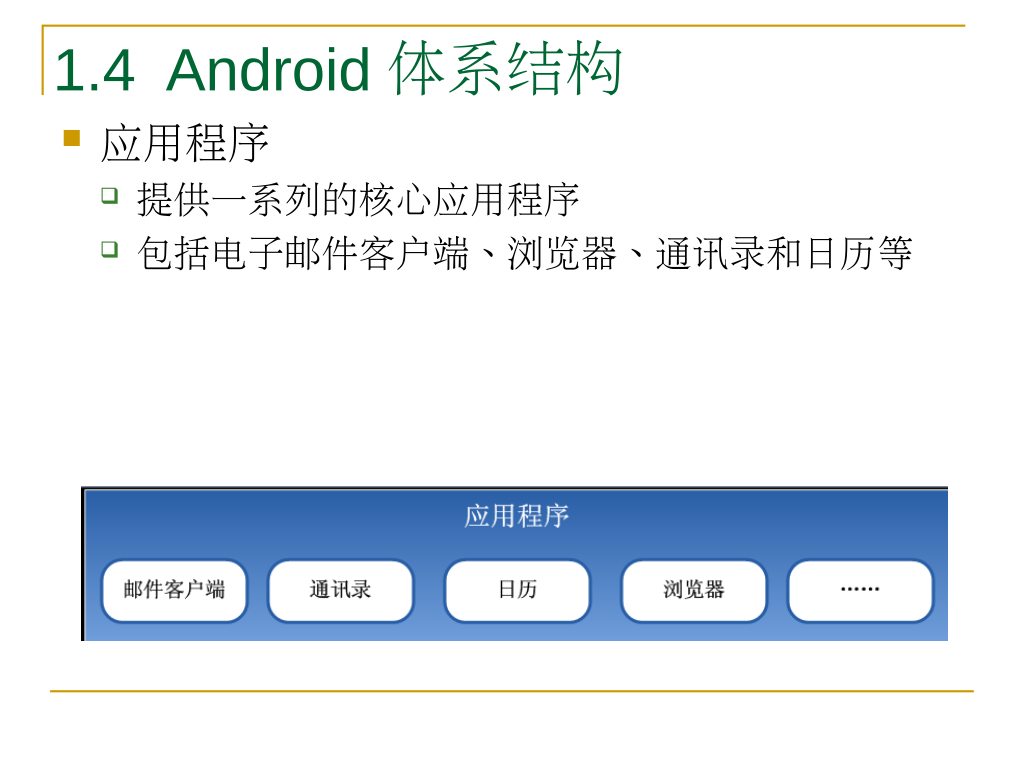 1.4 Android 体系结构
应用程序
提供一系列的核心应用程序
包括电子邮件客户端、浏览器、通讯录和日历等
应用程序
邮件客户端 通讯录 日历 浏览器 ······